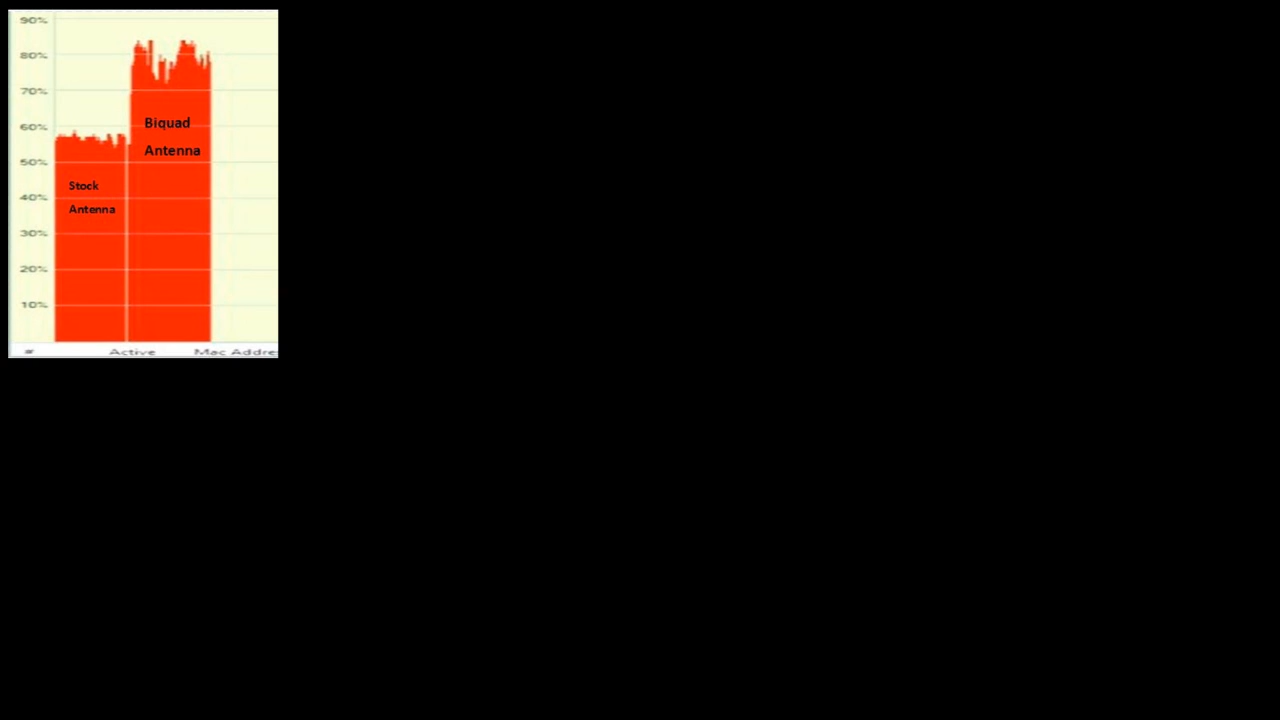 90%
80%
70%
60%
50%
40%
30%
20%
10%
Biquad
Antenna
Stock
Antenna
# Active Mac Addre